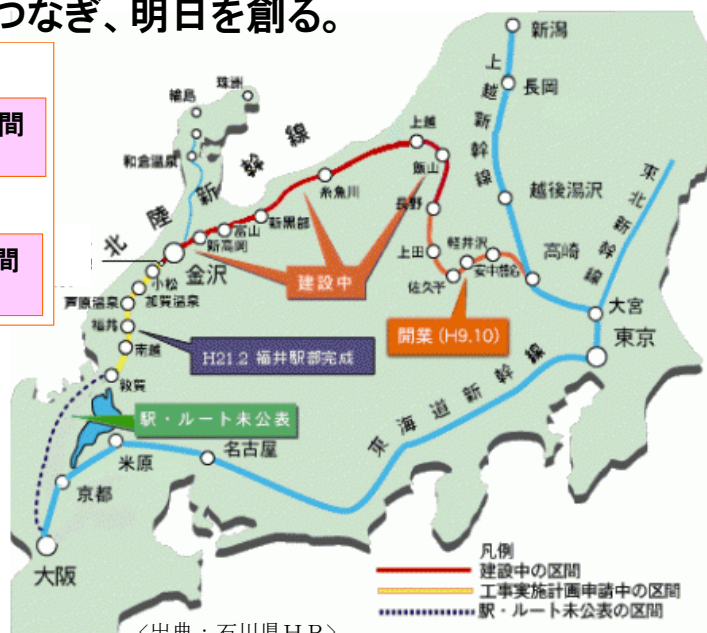 つなぎ、明日を創る。
間
間
新潟
長岡
上越新幹線
越後湯沢
東北新幹線
高崎
大宮
東京
珠洲
輪島
和倉温泉
北陸新幹線
上越
飯山
糸魚川
長野
新黒部
富山
新高岡
金沢
上田
軽井沢
安中榛名
佐久平
建設中
開業(H9.10)
小松
加賀温泉
芦原温泉
福井
南越
敦賀
H21.2 福井駅部完成
駅・ルート未公表
東海道新幹線
米原
名古屋
京都
大阪
凡例
建設中の区間
工事実施計画申請中の区間
駅・ルート未公表の区間
<出典:石川県HP>